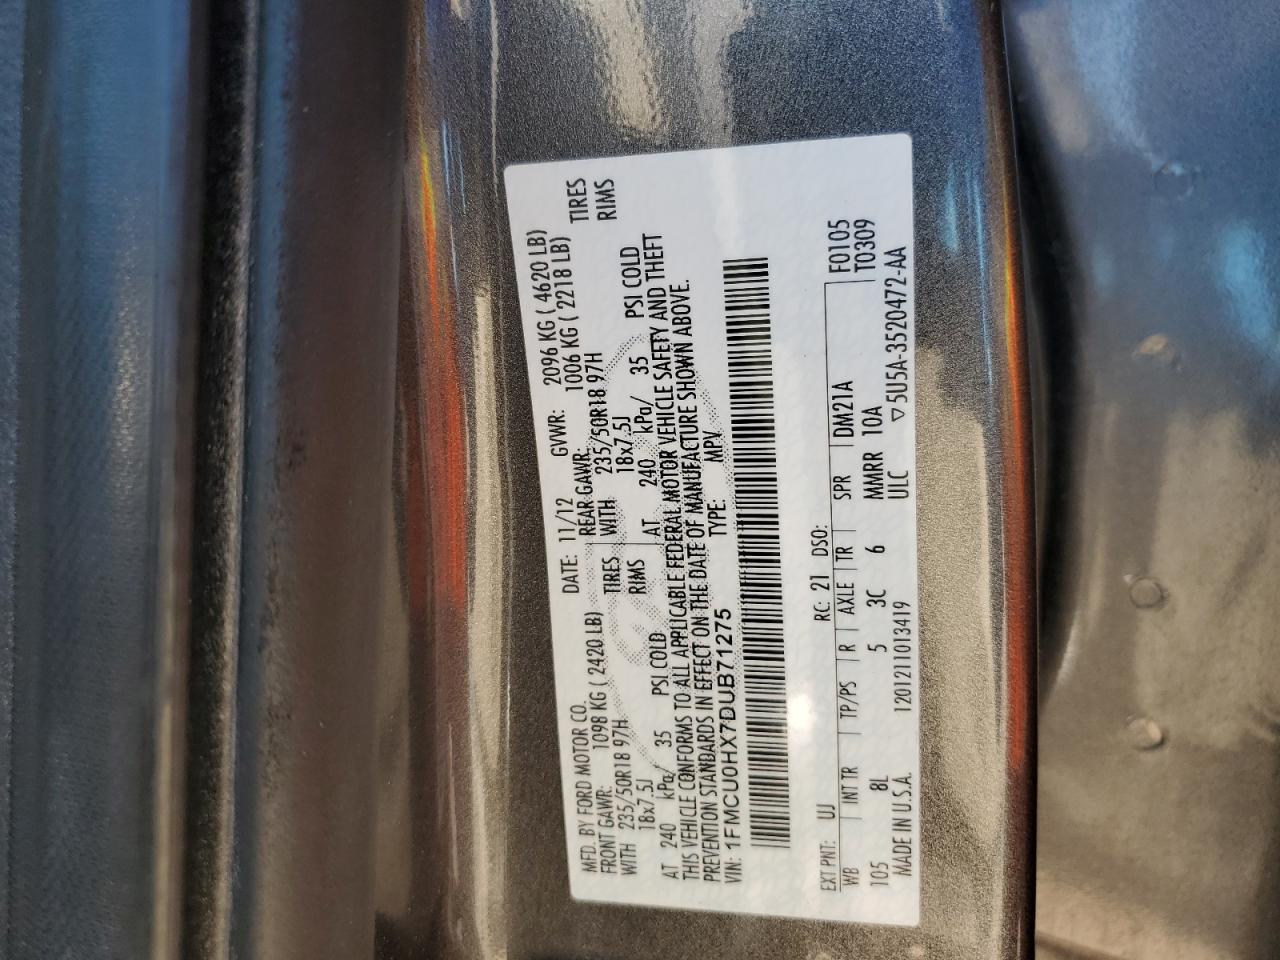 MFD. BY FORD MOTOR CO.
DATE: 11/12 GVWR: 2096 KG ( 4620 LB)
FRONT GAWR: 1098 KG ( 2420 LB) REAR GAWR: 1006 KG ( 2218 LB)
WITH 235/50R18 97H TIRES WITH 235/50R18 97H TIRES
18x7.5J RIMS 18x7.5J RIMS
AT 240 kPa/ 35 PSI COLD AT 240 kPa/ 35 PSI COLD
THIS VEHICLE CONFORMS TO ALL APPLICABLE FEDERAL MOTOR VEHICLE SAFETY AND THEFT
PREVENTION STANDARDS IN EFFECT ON THE DATE OF MANUFACTURE SHOWN ABOVE.
VIN: 1FMCU0HX7DUB71275 TYPE: MPV
EXT PNT: UJ RC: 21 DSO: F0105
WB INT TR TP/PS R AXLE TR SPR DM21A T0309
105 8L 5 3C 6 MMMRR 10A
MADE IN U.S.A. 120121101 3419 ULC ▽5U5A-3520472-AA